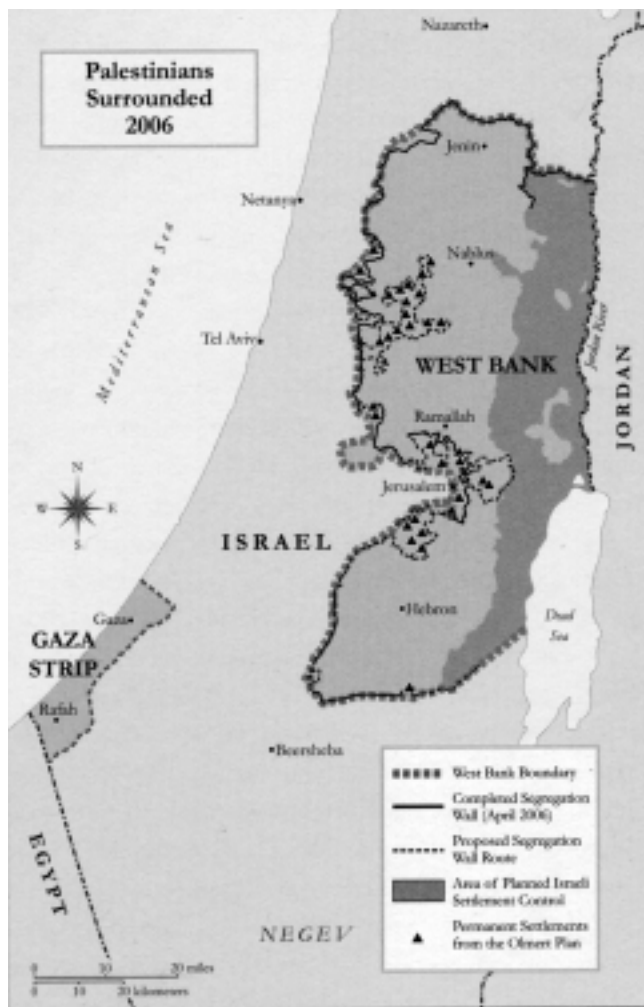 Palestinians
Surrounded
2006
Nazareth
Jenin
Netanya
Mediterranean Sea
Nablus
Tel Aviv
WEST BANK
Jordan River
JORDAN
Ramallah
N
W
E
S
Jerusalem
ISRAEL
Hebron
Dead
Sea
Gaza
GAZA
STRIP
Rafah
Beersheba
West Bank Boundary
Completed Segregation
Wall (April 2006)
Proposed Segregation
Wall Route
Area of Planned Israeli
Settlement Control
Permanent Settlements
from the Olmert Plan
EGYPT
NEGEV
0 10 20 miles
0 10 20 kilometers